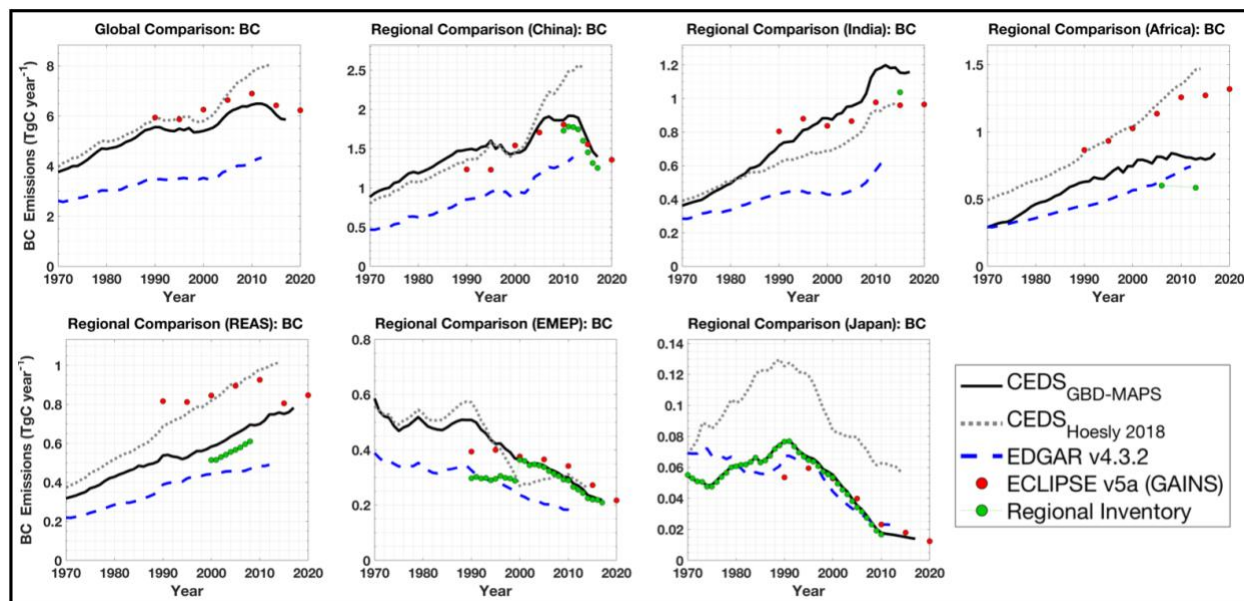 Global Comparison: BC
BC Emissions (TgC year⁻¹)
8
6
4
2
0
1970 1980 1990 2000 2010 2020
Year
Regional Comparison (China): BC
2.5
2
1.5
1
0.5
0
1970 1980 1990 2000 2010 2020
Year
Regional Comparison (India): BC
1.2
1
0.8
0.6
0.4
0.2
1970 1980 1990 2000 2010 2020
Year
Regional Comparison (Africa): BC
1.5
1
0.5
0
1970 1980 1990 2000 2010 2020
Year
Regional Comparison (REAS): BC
BC Emissions (TgC year⁻¹)
1
0.8
0.6
0.4
0.2
0
1970 1980 1990 2000 2010 2020
Year
Regional Comparison (EMEP): BC
0.8
0.6
0.4
0.2
0
1970 1980 1990 2000 2010 2020
Year
Regional Comparison (Japan): BC
0.14
0.12
0.1
0.08
0.06
0.04
0.02
0
1970 1980 1990 2000 2010 2020
Year
CEDS GBD-MAPS
CEDS Hoesly 2018
EDGAR v4.3.2
ECLIPSE v5a (GAINS)
Regional Inventory